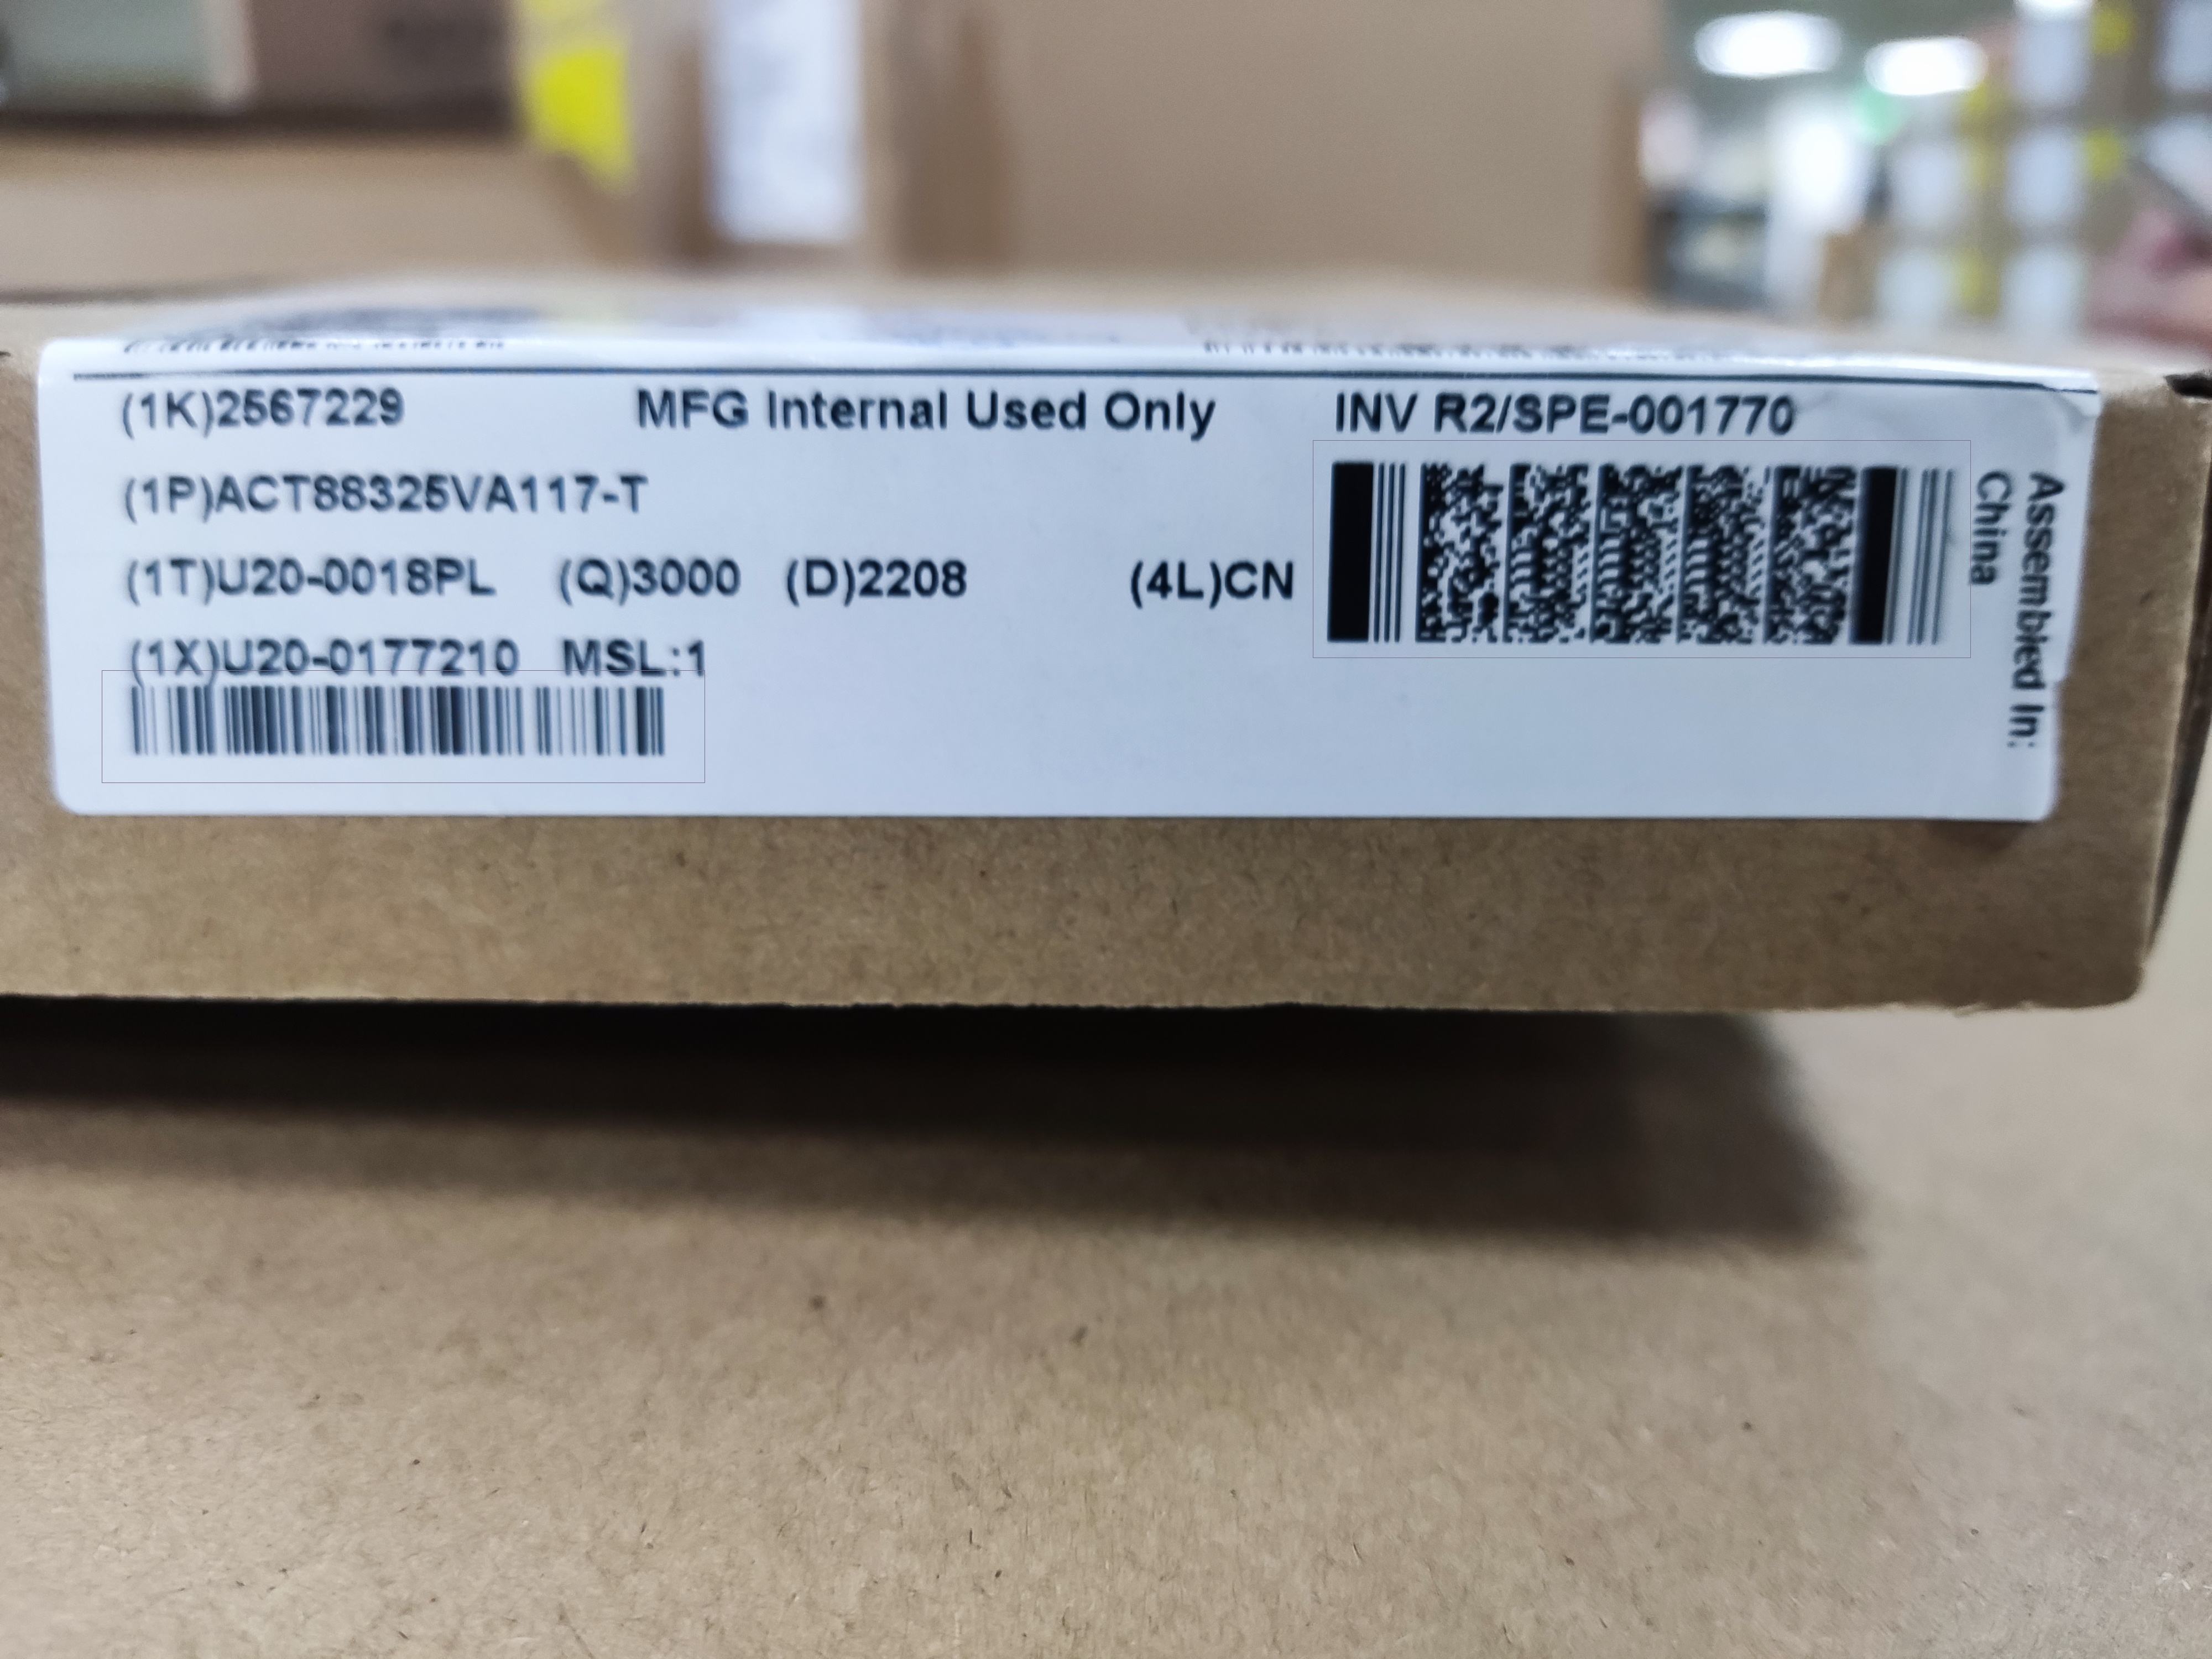 (1K)2567229 MFG Internal Used Only INV R2/SPE-001770
(1P)ACT88325VA117-T
(1T)U20-0018PL (Q)3000 (D)2208 (4L)CN
(1X)U20-0177210 MSL:1
Assembled In:
China